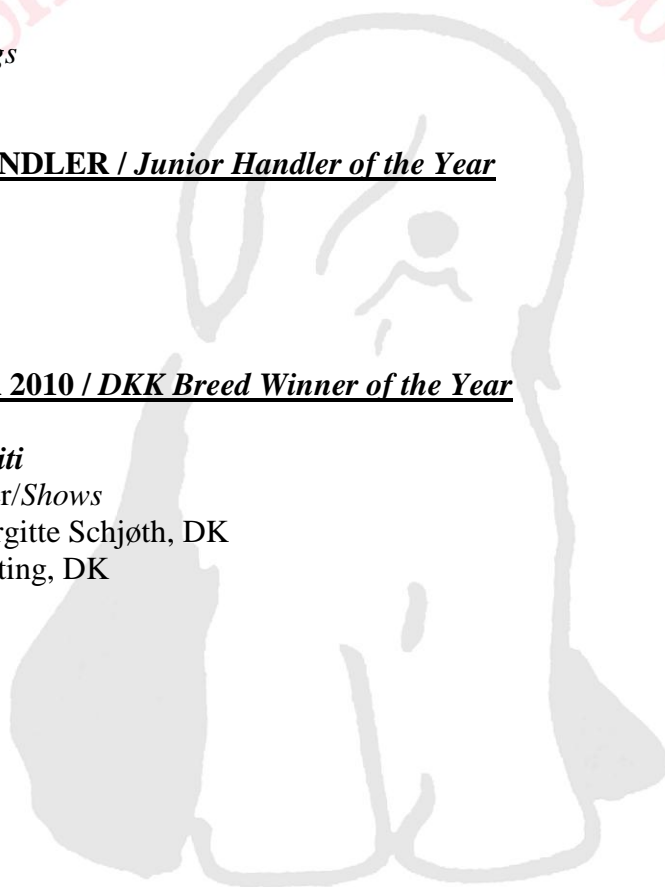 gs
NDLER / Junior Handler of the Year
2010 / DKK Breed Winner of the Year
iti
r/Shows
rgitte Schjøth, DK
ting, DK